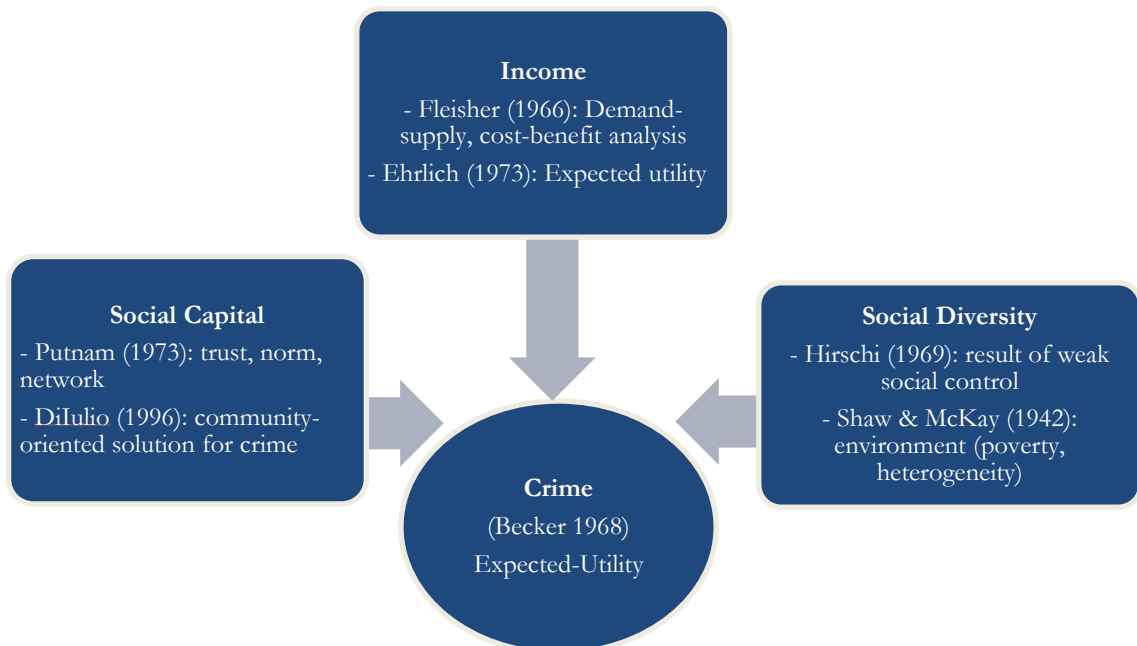 Income
- Fleisher (1966): Demand-
supply, cost-benefit analysis
- Ehrlich (1973): Expected utility
Social Capital
- Putnam (1973): trust, norm,
network
- DiIulio (1996): community-
oriented solution for crime
Social Diversity
- Hirschi (1969): result of weak
social control
- Shaw & McKay (1942):
environment (poverty,
heterogeneity)
Crime
(Becker 1968)
Expected-Utility